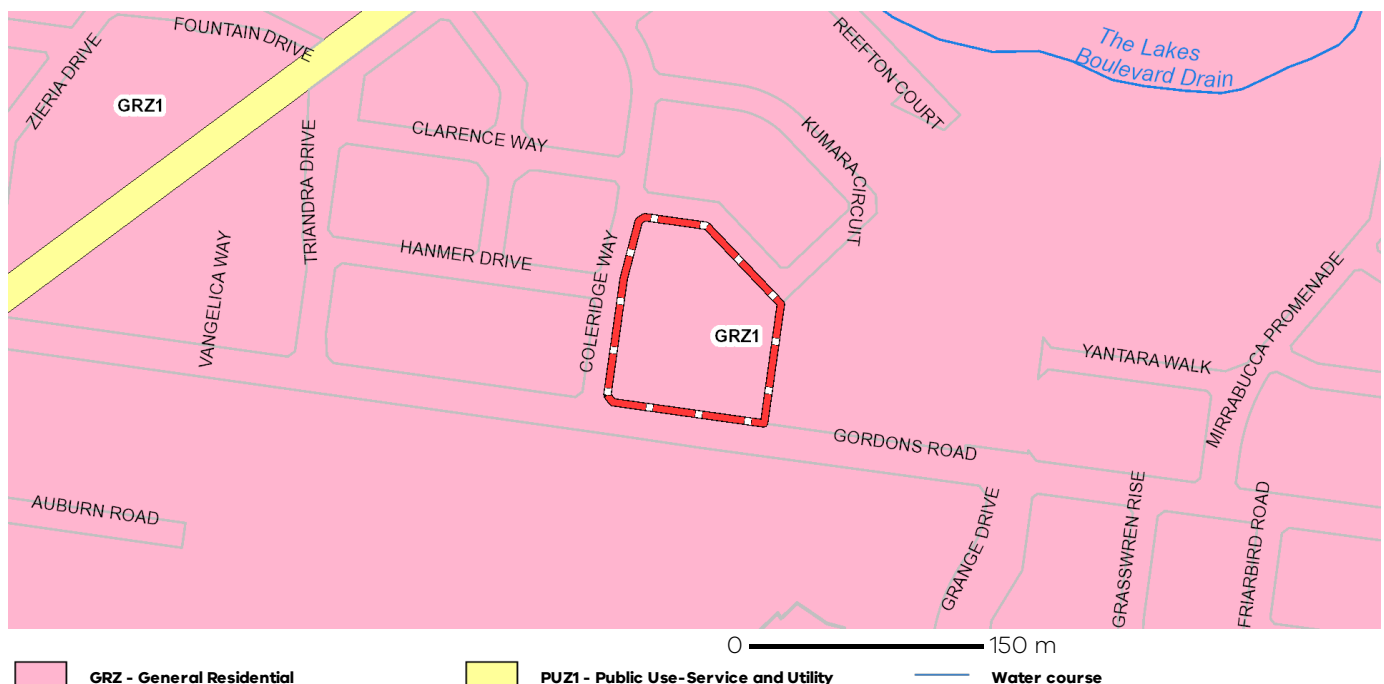 FOUNTAIN DRIVE
ZIERIA DRIVE
GRZ1
REEFTON COURT
The Lakes
Boulevard Drain
CLARENCE WAY
KUMARA CIRCUIT
TRIANDRA DRIVE
VANGELICA WAY
HANMER DRIVE
COLERIDGE WAY
GRZ1
YANTARA WALK
MIRRABUCCA PROMENADE
GORDONS ROAD
AUBURN ROAD
GRANGE DRIVE
GRASSWREN RISE
FRIARBIRD ROAD
0 150 m
GRZ - General Residential
PUZ1 - Public Use-Service and Utility
Water course